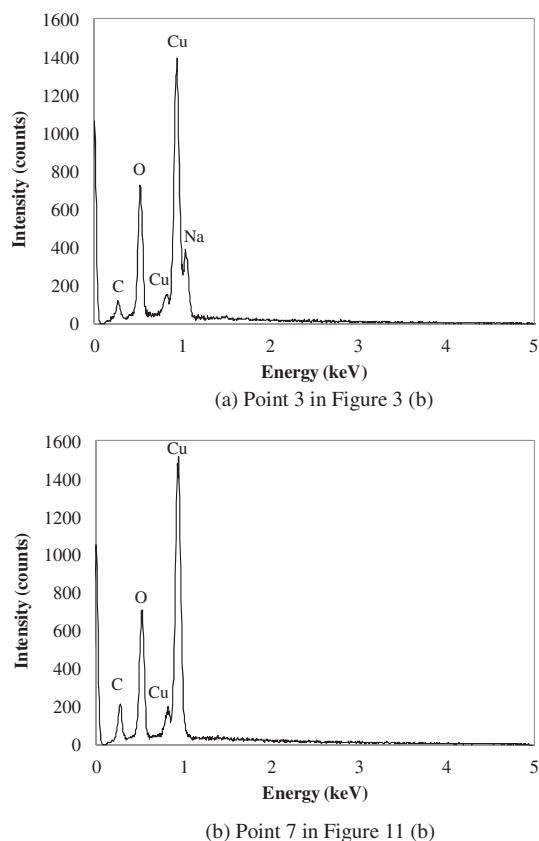 1600
1400
1200
1000
800
600
400
200
0
Intensity (counts)
C
O
Cu
Cu
Na
0 1 2 3 4 5
Energy (keV)
(a) Point 3 in Figure 3 (b)
1600
1400
1200
1000
800
600
400
200
0
Intensity (counts)
C
O
Cu
Cu
0 1 2 3 4 5
Energy (keV)
(b) Point 7 in Figure 11 (b)